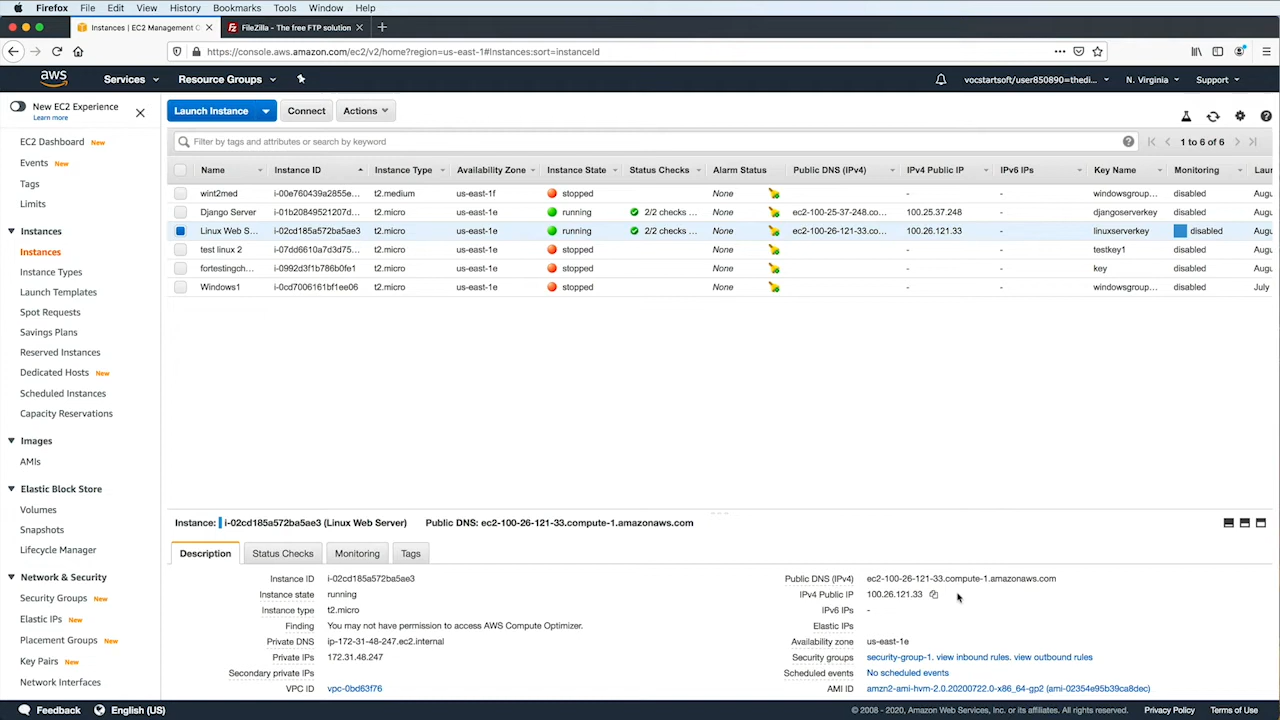 Firefox File Edit View History Bookmarks Tools Window Help
Instances | EC2 Management C
FileZilla - The free FTP solution
https://console.aws.amazon.com/ec2/v2/home?region=us-east-1#Instances:sort=instanceId
aws Services Resource Groups vocstartsoft/user850890=thedi... N. Virginia Support
New EC2 Experience
Learn more
Launch Instance Connect Actions
Filter by tags and attributes or search by keyword
1 to 6 of 6
Name Instance ID Instance Type Availability Zone Instance State Status Checks Alarm Status Public DNS (IPv4) IPv4 Public IP IPv6 IPs Key Name Monitoring Laun
wint2med i-00e760439a2855e... t2.medium us-east-1f stopped None - - windowsgroup... disabled Augu
Django Server i-01b20849521207d... t2.micro us-east-1e running 2/2 checks ... None ec2-100-25-37-248.co... 100.25.37.248 - djangoserverkey disabled Augu
Linux Web S... i-02cd185a572ba5ae3 t2.micro us-east-1e running 2/2 checks ... None ec2-100-26-121-33.co... 100.26.121.33 - linuxserverkey disabled Augu
test linux 2 i-07dd6610a7d3d75... t2.micro us-east-1e stopped None - - testkey1 disabled Augu
fortestingch... i-0992d3f1b786b0fe1 t2.micro us-east-1e stopped None - - key disabled Augu
Windows1 i-0cd7006161bf1ee06 t2.micro us-east-1e stopped None - - windowsgroup... disabled July
EC2 Dashboard New
Events New
Tags
Limits
Instances
Instances
Instance Types
Launch Templates
Spot Requests
Savings Plans
Reserved Instances
Dedicated Hosts New
Scheduled Instances
Capacity Reservations
Images
AMIs
Elastic Block Store
Volumes
Snapshots
Lifecycle Manager
Network & Security
Security Groups New
Elastic IPs New
Placement Groups New
Key Pairs New
Network Interfaces
Instance: i-02cd185a572ba5ae3 (Linux Web Server) Public DNS: ec2-100-26-121-33.compute-1.amazonaws.com
Description Status Checks Monitoring Tags
Instance ID i-02cd185a572ba5ae3 Public DNS (IPv4) ec2-100-26-121-33.compute-1.amazonaws.com
Instance state running IPv4 Public IP 100.26.121.33
Instance type t2.micro IPv6 IPs -
Finding You may not have permission to access AWS Compute Optimizer. Elastic IPs
Private DNS ip-172-31-48-247.ec2.internal Availability zone us-east-1e
Private IPs 172.31.48.247 Security groups security-group-1. view inbound rules. view outbound rules
Secondary private IPs Scheduled events No scheduled events
VPC ID vpc-0bd63f76 AMI ID amzn2-ami-hvm-2.0.20200722.0-x86_64-gp2 (ami-02354e95b39ca8dec)
Feedback English (US) © 2008 - 2020, Amazon Web Services, Inc. or its affiliates. All rights reserved. Privacy Policy Terms of Use